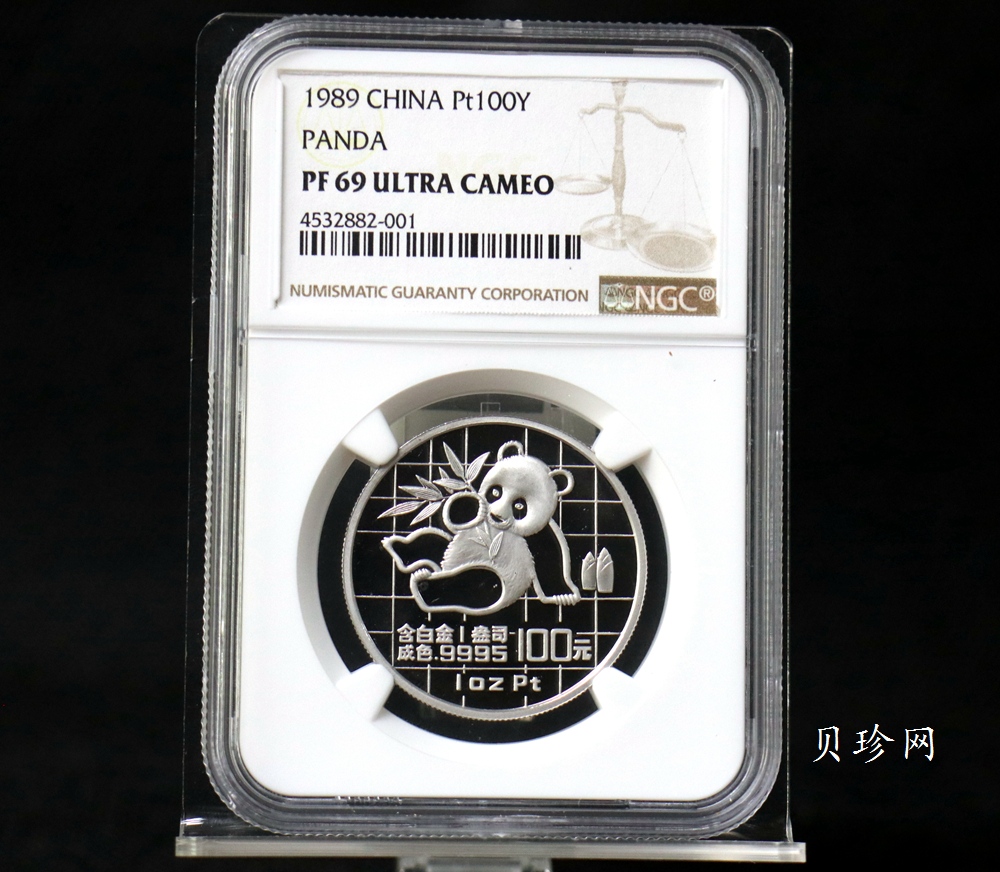 1989 CHINA Pt100Y
PANDA
PF 69 ULTRA CAMEO
4532882-001
NUMISMATIC GUARANTY CORPORATION
NGC®
含白金1盎司
成色.9995
100元
1oz Pt
贝珍网